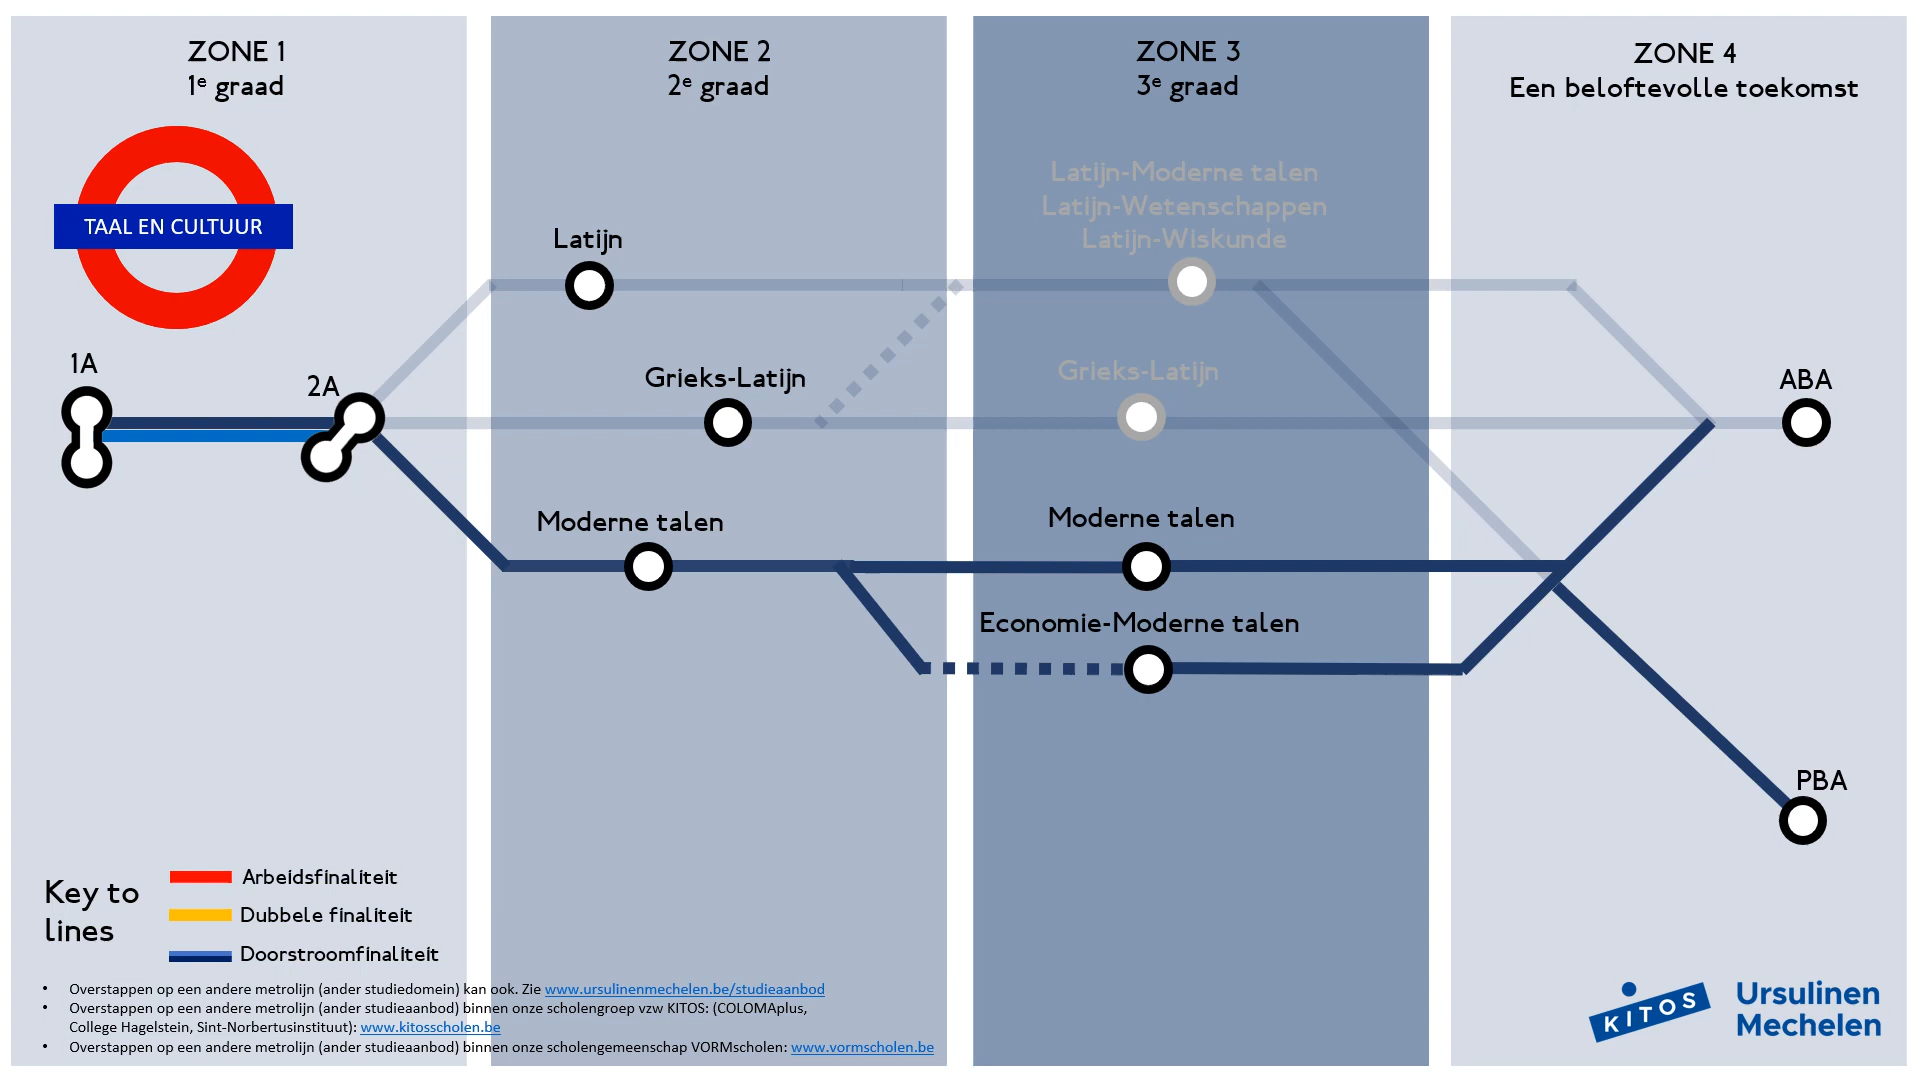 ZONE 1
1e graad
ZONE 2
2e graad
ZONE 3
3e graad
ZONE 4
Een beloftevolle toekomst
TAAL EN CULTUUR
1A
2A
Latijn
Grieks-Latijn
Moderne talen
Latijn-Moderne talen
Latijn-Wetenschappen
Latijn-Wiskunde
Grieks-Latijn
Moderne talen
Economie-Moderne talen
ABA
PBA
Key to
lines
Arbeidsfinaliteit
Dubbele finaliteit
Doorstroomfinaliteit
• Overstappen op een andere metrolijn (ander studiedomein) kan ook. Zie www.ursulinenmechelen.be/studieaanbod
• Overstappen op een andere metrolijn (ander studieaanbod) binnen onze scholengroep vzw KITOS: (COLOMAplus,
College Hagelstein, Sint-Norbertusinstituut): www.kitosscholen.be
• Overstappen op een andere metrolijn (ander studieaanbod) binnen onze scholengemeenschap VORMscholen: www.vormscholen.be
KITOS
Ursulinen
Mechelen